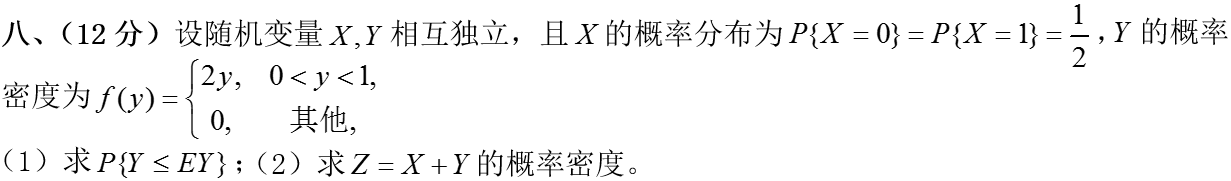 八、（12 分）设随机变量 X,Y 相互独立，且 X 的概率分布为 P{X = 0} = P{X = 1} = 1/2，Y 的概率
密度为 f(y) = { 2y, 0 < y < 1,
0, 其他,
（1）求 P{Y ≤ EY}；（2）求 Z = X + Y 的概率密度。